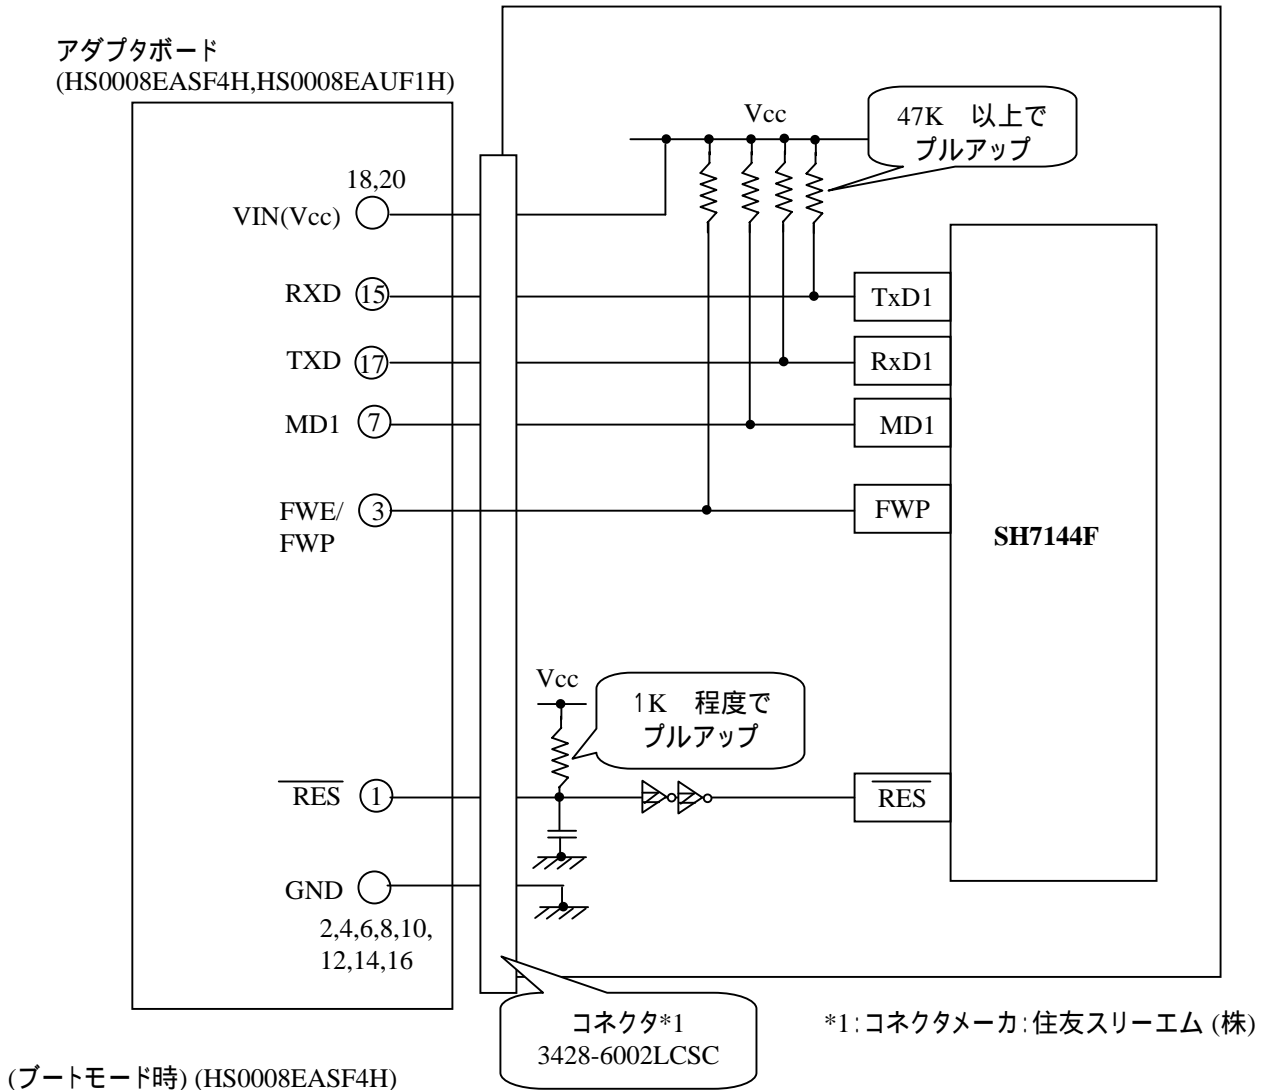 アダプタボード
(HS0008EASF4H,HS0008EAUF1H)
Vcc
47K 以上で
プルアップ
18,20
VIN(Vcc)
RXD 15
TxD1
TXD 17
RxD1
MD1 7
MD1
FWE/ 3
FWP
FWP
SH7144F
Vcc
1K 程度で
プルアップ
RES 1
RES
GND
2,4,6,8,10,
12,14,16
コネクタ*1
3428-6002LCSC
*1:コネクタメーカ:住友スリーエム (株)
(ブートモード時) (HS0008EASF4H)